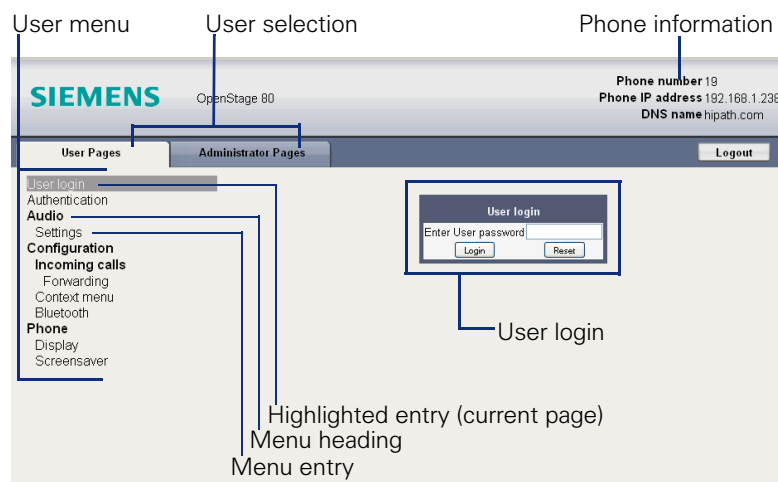 User menu
User selection
Phone information
SIEMENS
OpenStage 80
Phone number 19
Phone IP address 192.168.1.238
DNS name hipath.com
User Pages
Administrator Pages
Logout
User login
Authentication
Audio
Settings
Configuration
Incoming calls
Forwarding
Context menu
Bluetooth
Phone
Display
Screensaver
User login
Enter User password
Login
Reset
User login
Highlighted entry (current page)
Menu heading
Menu entry